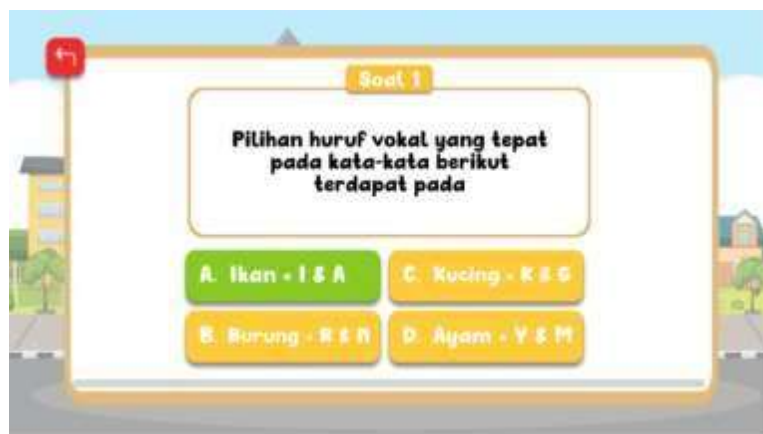 Soal 1
Pilihan huruf vokal yang tepat
pada kata-kata berikut
terdapat pada
A. Ikan = I & A
C. Kucing = K & G
B. Burung = R & N
D. Ayam = Y & M